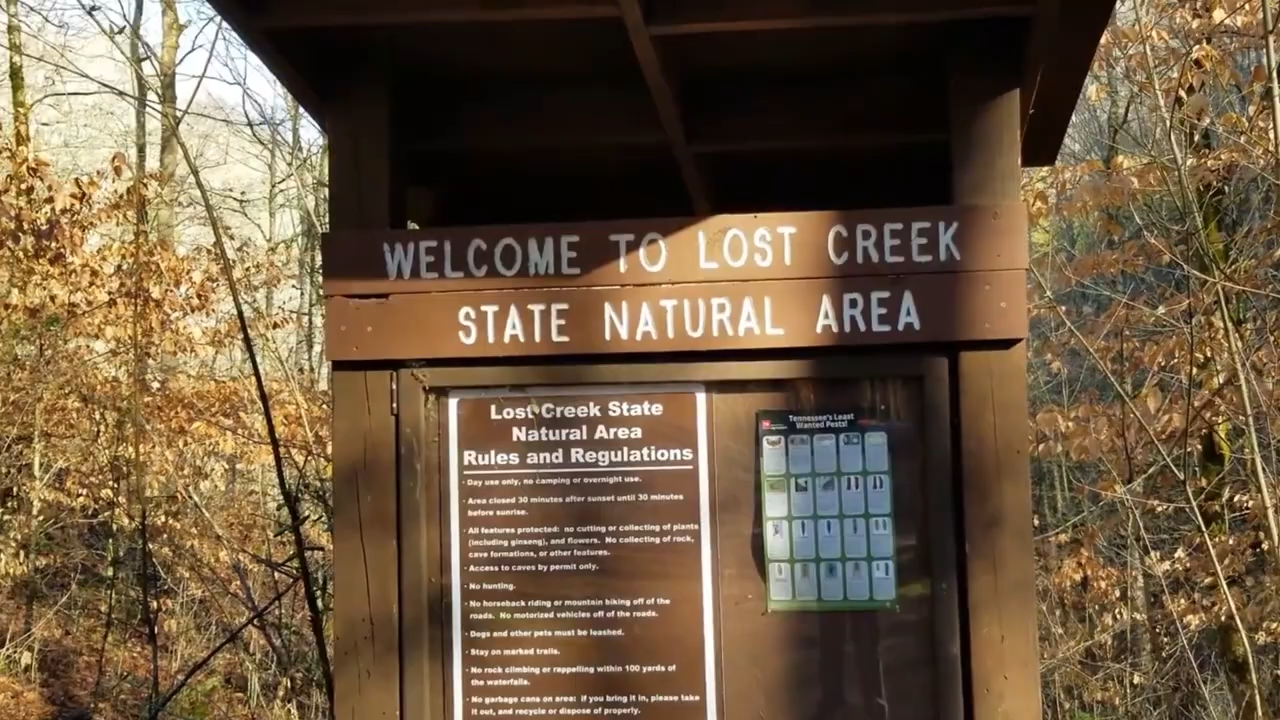 WELCOME TO LOST CREEK
STATE NATURAL AREA
Lost Creek State
Natural Area
Rules and Regulations
· Day use only, no camping or overnight use.
· Area closed 30 minutes after sunset until 30 minutes
before sunrise.
· All features protected: no cutting or collecting of plants
(including ginseng), and flowers. No collecting of rock,
cave formations, or other features.
· Access to caves by permit only.
· No hunting.
· No horseback riding or mountain biking off of the
roads. No motorized vehicles off of the roads.
· Dogs and other pets must be leashed.
· Stay on marked trails.
· No rock climbing or rappelling within 100 yards of
the waterfalls.
· No garbage cans on area: if you bring it in, please take
it out, and recycle or dispose of properly.
Tennessee's Least
Wanted Pests!